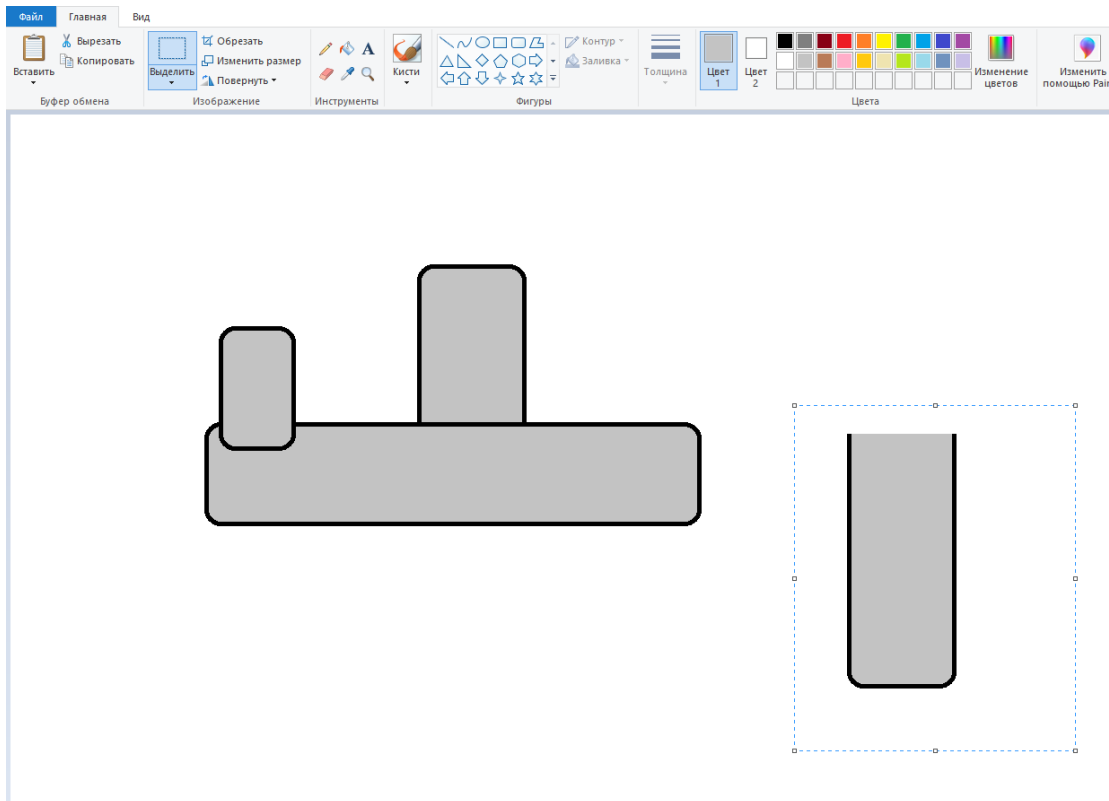 Файл Главная Вид
Вставить
Вырезать
Копировать
Буфер обмена
Выделить
Обрезать
Изменить размер
Повернуть
Изображение
A
Инструменты
Кисти
Контур
Заливка
Фигуры
Толщина
Цвет
1
Цвет
2
Изменение
цветов
Цвета
Изменить
помощью